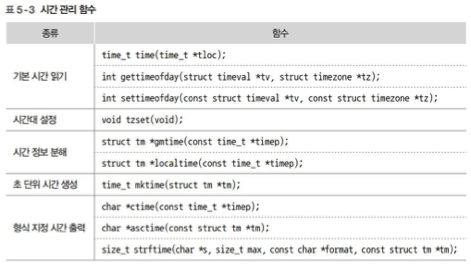 표 5-3 시간 관리 함수
종류 함수
기본 시간 읽기
time_t time(time_t *tloc);
int gettimeofday(struct timeval *tv, struct timezone *tz);
int settimeofday(const struct timeval *tv, const struct timezone *tz);
시간대 설정 void tzset(void);
시간 정보 분해
struct tm *gmtime(const time_t *timep);
struct tm *localtime(const time_t *timep);
초 단위 시간 생성 time_t mktime(struct tm *tm);
형식 지정 시간 출력
char *ctime(const time_t *timep);
char *asctime(const struct tm *tm);
size_t strftime(char *s, size_t max, const char *format, const struct tm *tm);